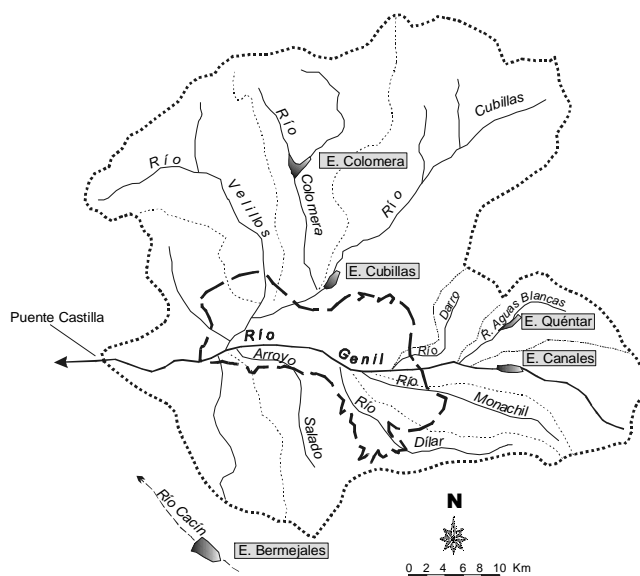 Cubillas
Río
E. Colomera
Río
Colomera
Velillos
Río
E. Cubillas
Darro
R. Aguas Blancas
E. Quéntar
Puente Castilla
Río
Genil
Río
E. Canales
Arroyo
Río
Monachil
Río
Salado
Dílar
Río Cacín
E. Bermejales
N
0 2 4 6 8 10 Km